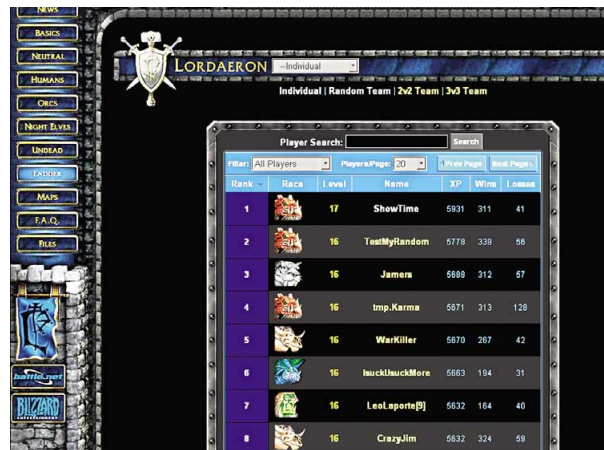 NEWS
BASICS
NEUTRAL
HUMANS
ORCS
NIGHT ELVES
UNDEAD
LADDER
MAPS
F.A.Q.
FILES
battle.net
BLIZZARD
ENTERTAINMENT
LORDAERON --Individual
Individual | Random Team | 2v2 Team | 3v3 Team
Player Search: Search
Filter: All Players Players/Page: 20 Prev Page Next Page
Rank Race Level Name XP Wins Losses
1 17 ShowTime 5931 311 41
2 16 TestMyRandom 5778 339 56
3 16 Jamers 5688 312 57
4 16 tmp.Karma 5671 313 128
5 16 WarKiller 5670 267 42
6 16 IsuckUsuckMore 5663 194 31
7 16 LeoLaporte[9] 5632 164 40
8 16 CrazyJim 5632 324 59